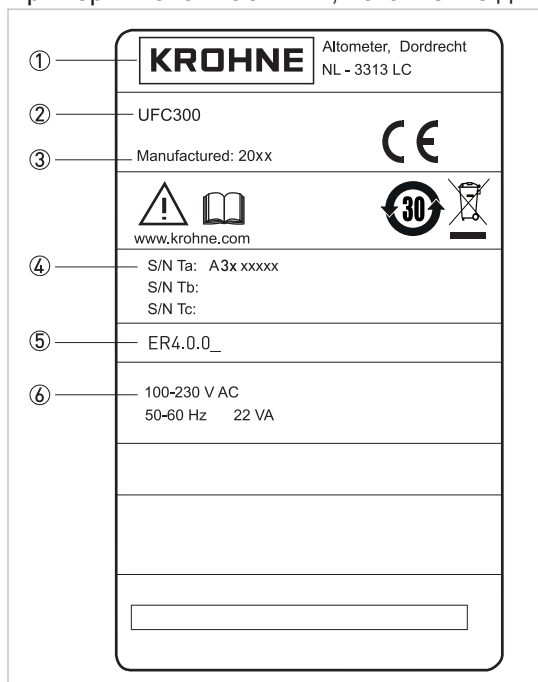 ① KROHNE Altometer, Dordrecht
NL - 3313 LC
② UFC300
③ Manufactured: 20xx
CE
30
www.krohne.com
④ S/N Ta: A3x xxxxx
S/N Tb:
S/N Tc:
⑤ ER4.0.0_
⑥ 100-230 V AC
50-60 Hz 22 VA